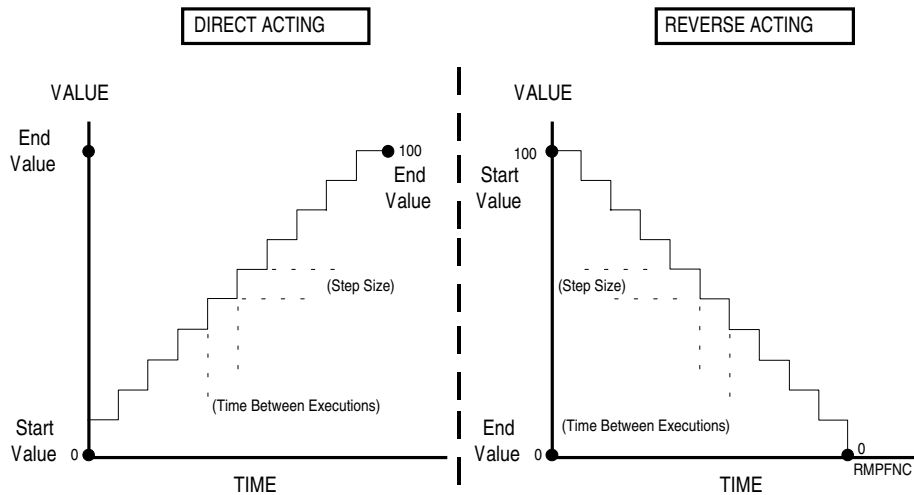 DIRECT ACTING
VALUE
End
Value
100
End
Value
(Step Size)
(Time Between Executions)
Start
Value
0
TIME
REVERSE ACTING
VALUE
100
Start
Value
(Step Size)
(Time Between Executions)
End
Value
0
0
RMPFNC
TIME